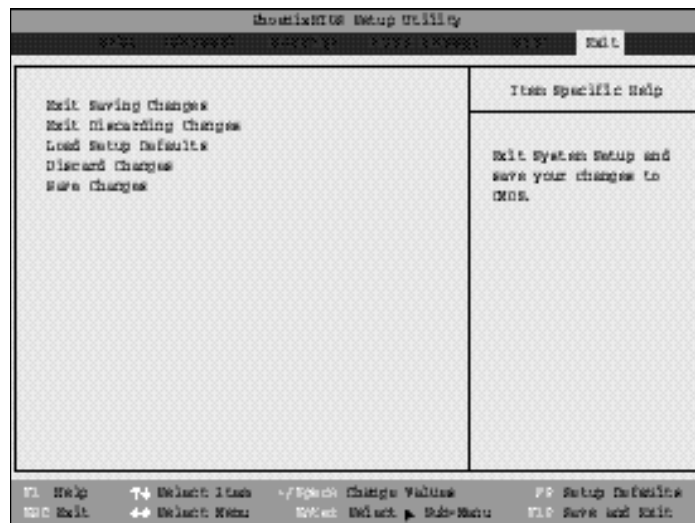 PhoenixBIOS Setup Utility
Exit
Item Specific Help
Exit Saving Changes
Exit Discarding Changes
Load Setup Defaults
Discard Changes
Save Changes
Exit System Setup and
save your changes to
CMOS.
F1 Help ↑↓ Select Item -/Space Change Values F9 Setup Defaults
ESC Exit ↔ Select Menu Enter Select ▶ Sub-Menu F10 Save and Exit